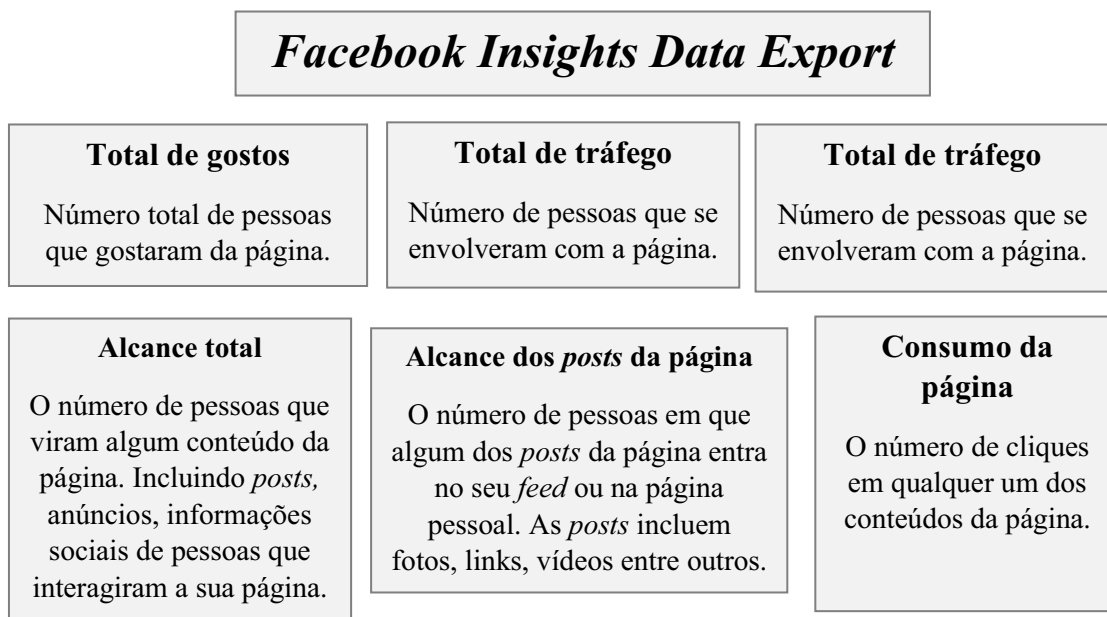 Facebook Insights Data Export
Total de gostos
Número total de pessoas
que gostaram da página.
Total de tráfego
Número de pessoas que se
envolveram com a página.
Total de tráfego
Número de pessoas que se
envolveram com a página.
Alcance total
O número de pessoas que
viram algum conteúdo da
página. Incluindo posts,
anúncios, informações
sociais de pessoas que
interagiram a sua página.
Alcance dos posts da página
O número de pessoas em que
algum dos posts da página entra
no seu feed ou na página
pessoal. As posts incluem
fotos, links, vídeos entre outros.
Consumo da
página
O número de cliques
em qualquer um dos
conteúdos da página.